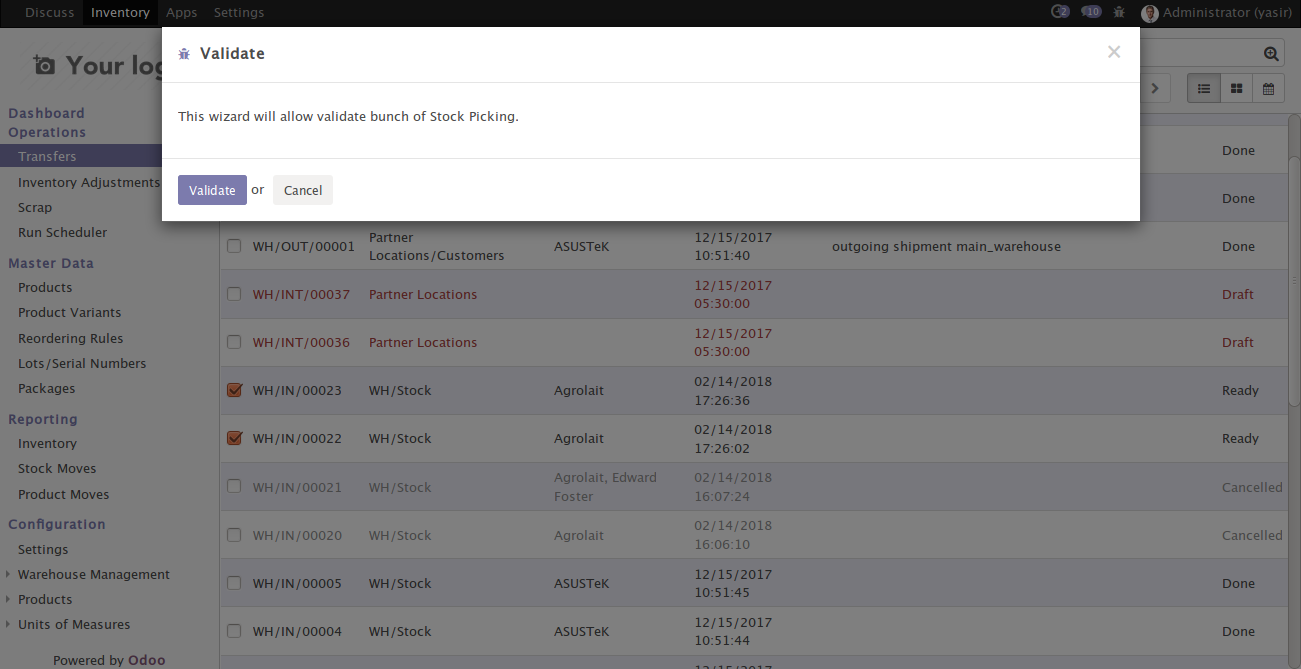 Discuss Inventory Apps Settings 2 10 Administrator (yasir)
Your log
Validate
This wizard will allow validate bunch of Stock Picking.
Validate or Cancel
Dashboard
Operations
Transfers
Inventory Adjustments
Scrap
Run Scheduler
Master Data
Products
Product Variants
Reordering Rules
Lots/Serial Numbers
Packages
Reporting
Inventory
Stock Moves
Product Moves
Configuration
Settings
Warehouse Management
Products
Units of Measures
Powered by Odoo
Done
Done
WH/OUT/00001 Partner Locations/Customers ASUSTeK 12/15/2017 10:51:40 outgoing shipment main_warehouse Done
WH/INT/00037 Partner Locations 12/15/2017 05:30:00 Draft
WH/INT/00036 Partner Locations 12/15/2017 05:30:00 Draft
WH/IN/00023 WH/Stock Agrolait 02/14/2018 17:26:36 Ready
WH/IN/00022 WH/Stock Agrolait 02/14/2018 17:26:02 Ready
WH/IN/00021 WH/Stock Agrolait, Edward Foster 02/14/2018 16:07:24 Cancelled
WH/IN/00020 WH/Stock Agrolait 02/14/2018 16:06:10 Cancelled
WH/IN/00005 WH/Stock ASUSTeK 12/15/2017 10:51:45 Done
WH/IN/00004 WH/Stock ASUSTeK 12/15/2017 10:51:44 Done